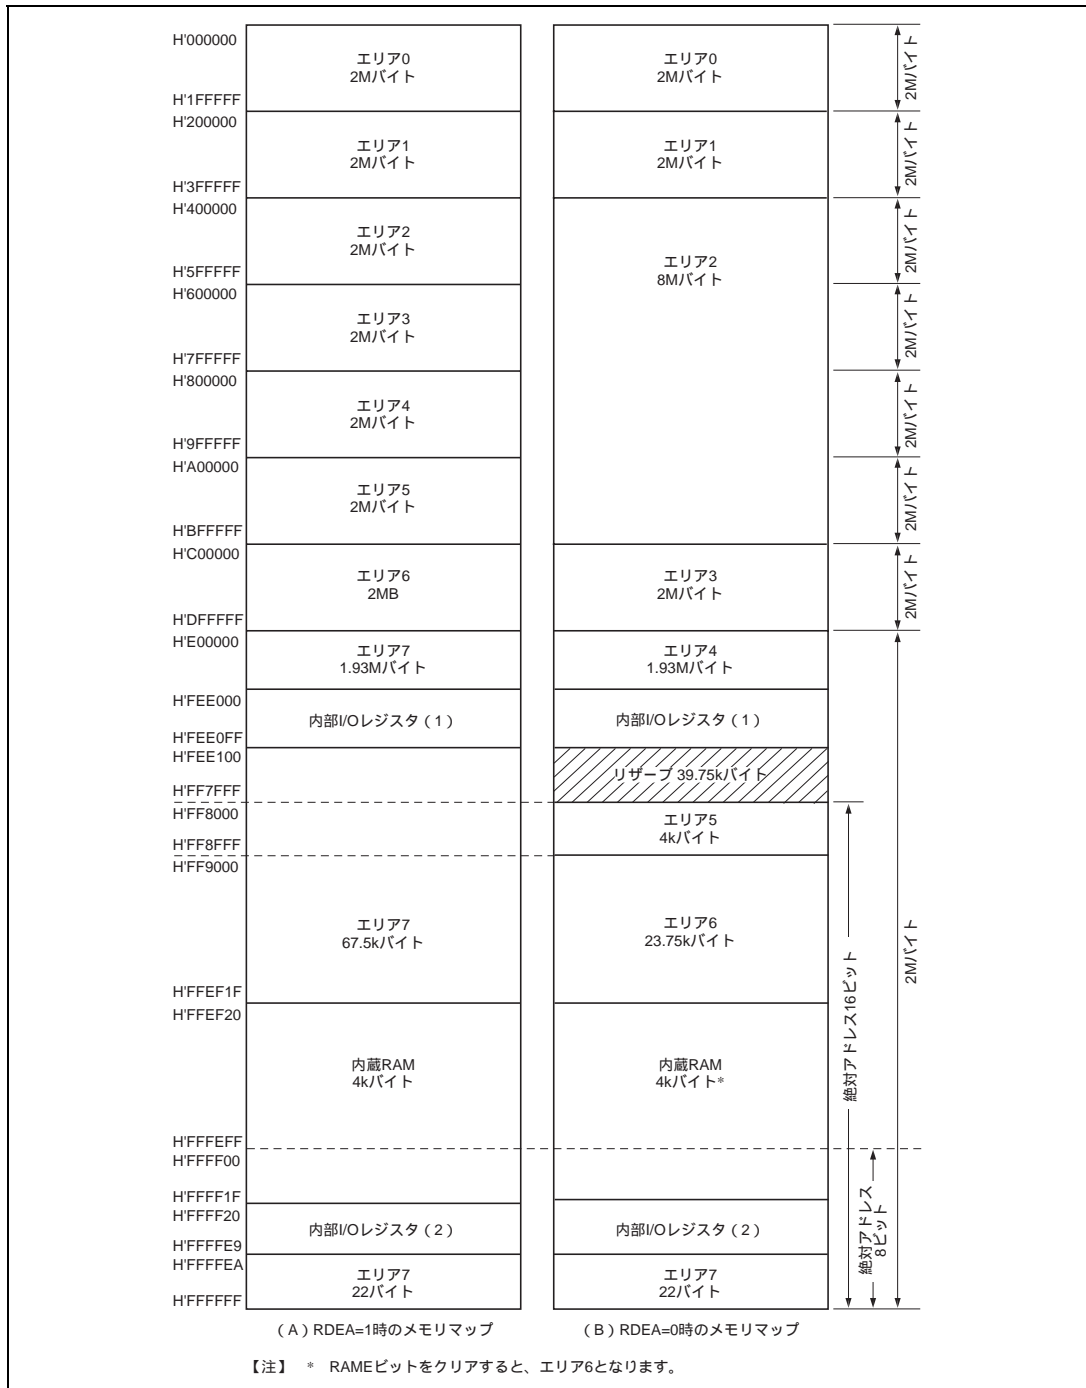 H'000000
エリア0
2Mバイト
エリア0
2Mバイト
2Mバイト
H'1FFFFF
H'200000
エリア1
2Mバイト
エリア1
2Mバイト
2Mバイト
H'3FFFFF
H'400000
エリア2
2Mバイト
エリア2
8Mバイト
2Mバイト
H'5FFFFF
H'600000
エリア3
2Mバイト
2Mバイト
H'7FFFFF
H'800000
エリア4
2Mバイト
2Mバイト
H'9FFFFF
H'A00000
エリア5
2Mバイト
2Mバイト
H'BFFFFF
H'C00000
エリア6
2MB
エリア3
2Mバイト
2Mバイト
H'DFFFFF
H'E00000
エリア7
1.93Mバイト
エリア4
1.93Mバイト
H'FEE000
内部I/Oレジスタ（1）
内部I/Oレジスタ（1）
H'FEE0FF
H'FEE100
リザーブ 39.75kバイト
H'FF7FFF
H'FF8000
エリア5
4kバイト
H'FF8FFF
H'FF9000
エリア7
67.5kバイト
エリア6
23.75kバイト
2Mバイト
絶対アドレス16ビット
H'FFEF1F
H'FFEF20
内蔵RAM
4kバイト
内蔵RAM
4kバイト*
H'FFFEFF
H'FFFF00
絶対アドレス
8ビット
H'FFFF1F
H'FFFF20
内部I/Oレジスタ（2）
内部I/Oレジスタ（2）
H'FFFFE9
H'FFFFEA
エリア7
22バイト
エリア7
22バイト
H'FFFFFF
（A）RDEA=1時のメモリマップ
（B）RDEA=0時のメモリマップ
【注】 * RAMEビットをクリアすると、エリア6となります。